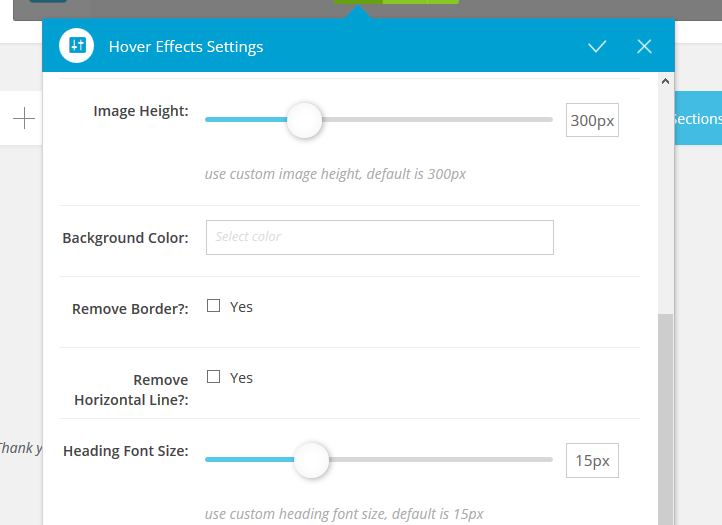 Hover Effects Settings
Image Height:
300px
use custom image height, default is 300px
Sections
Background Color:
Select color
Remove Border?:
Yes
Remove
Horizontal Line?:
Yes
Thank y
Heading Font Size:
15px
use custom heading font size, default is 15px